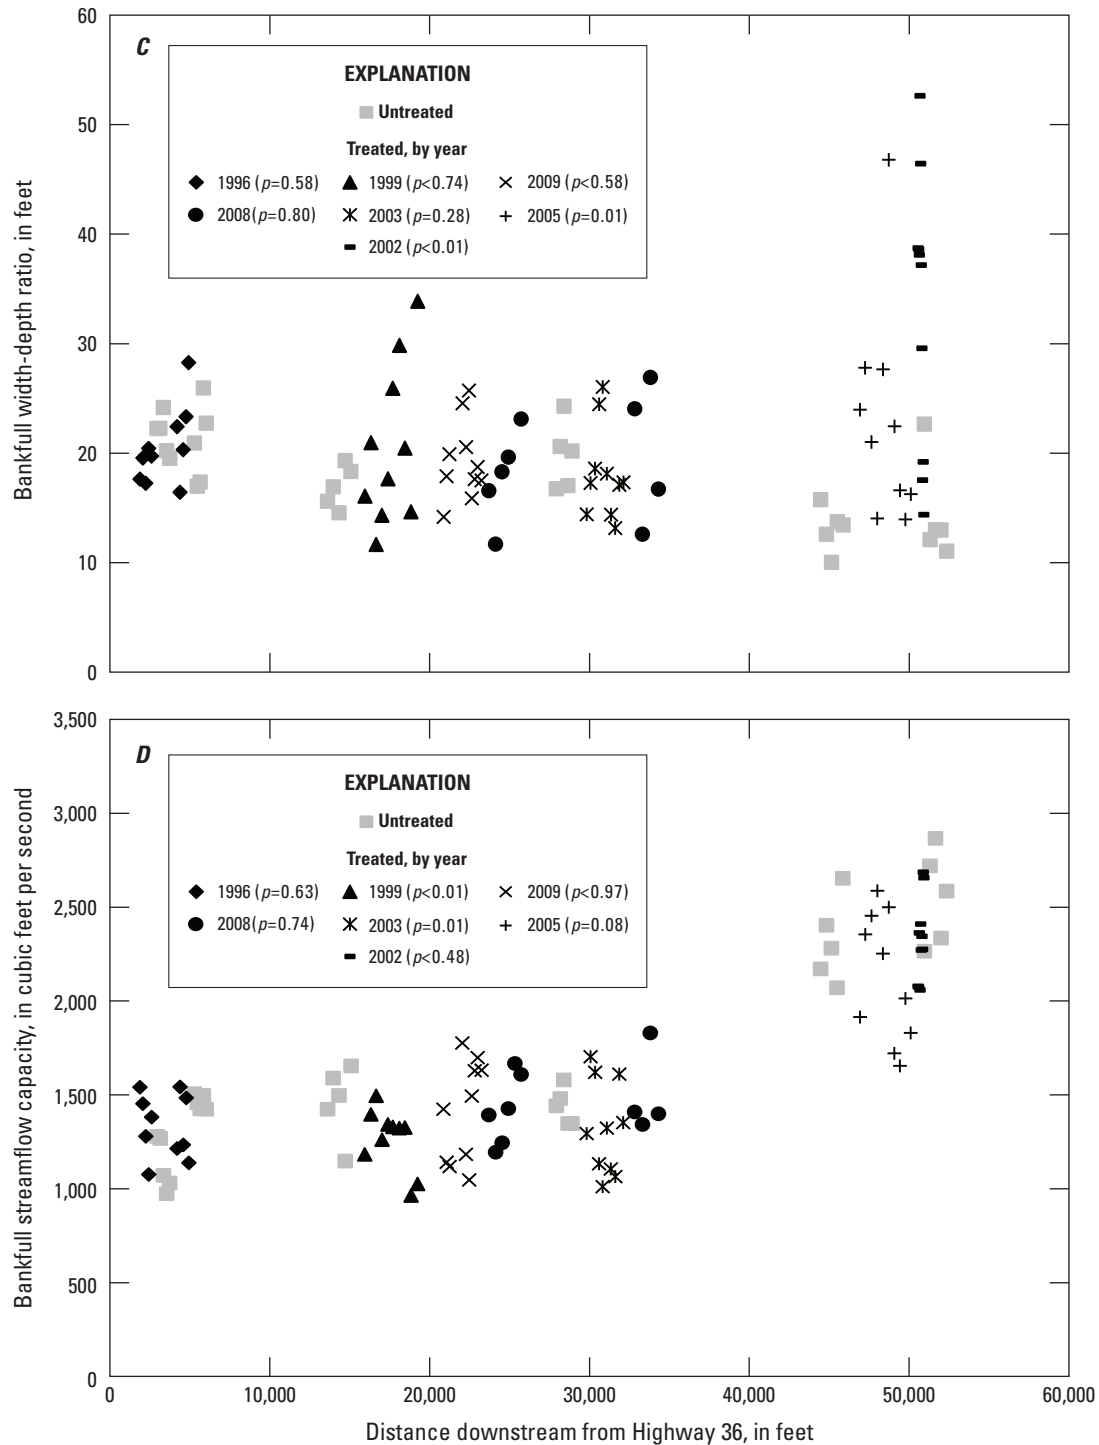 60
C
EXPLANATION
Untreated
Treated, by year
1996 (p=0.58)
1999 (p<0.74)
2009 (p<0.58)
2008(p=0.80)
2003 (p=0.28)
2005 (p=0.01)
2002 (p<0.01)
50
40
30
20
10
0
Bankfull width-depth ratio, in feet
3,500
D
EXPLANATION
Untreated
Treated, by year
1996 (p=0.63)
1999 (p<0.01)
2009 (p<0.97)
2008(p=0.74)
2003 (p=0.01)
2005 (p=0.08)
2002 (p<0.48)
3,000
2,500
2,000
1,500
1,000
500
0
Bankfull streamflow capacity, in cubic feet per second
0 10,000 20,000 30,000 40,000 50,000 60,000
Distance downstream from Highway 36, in feet